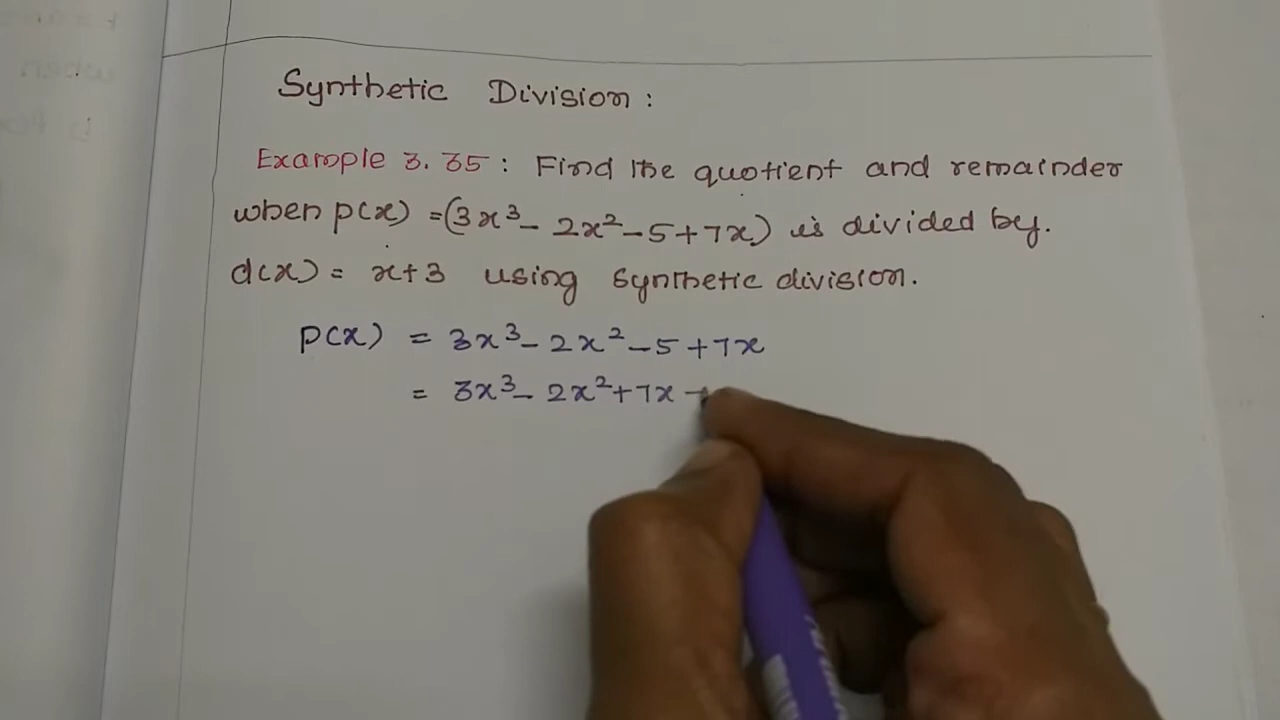 Synthetic Division:
Example 3.35: Find the quotient and remainder
when p(x) = (3x³ - 2x² - 5 + 7x) is divided by.
d(x) = x+3 using synthetic division.
p(x) = 3x³ - 2x² - 5 + 7x
= 3x³ - 2x² + 7x -